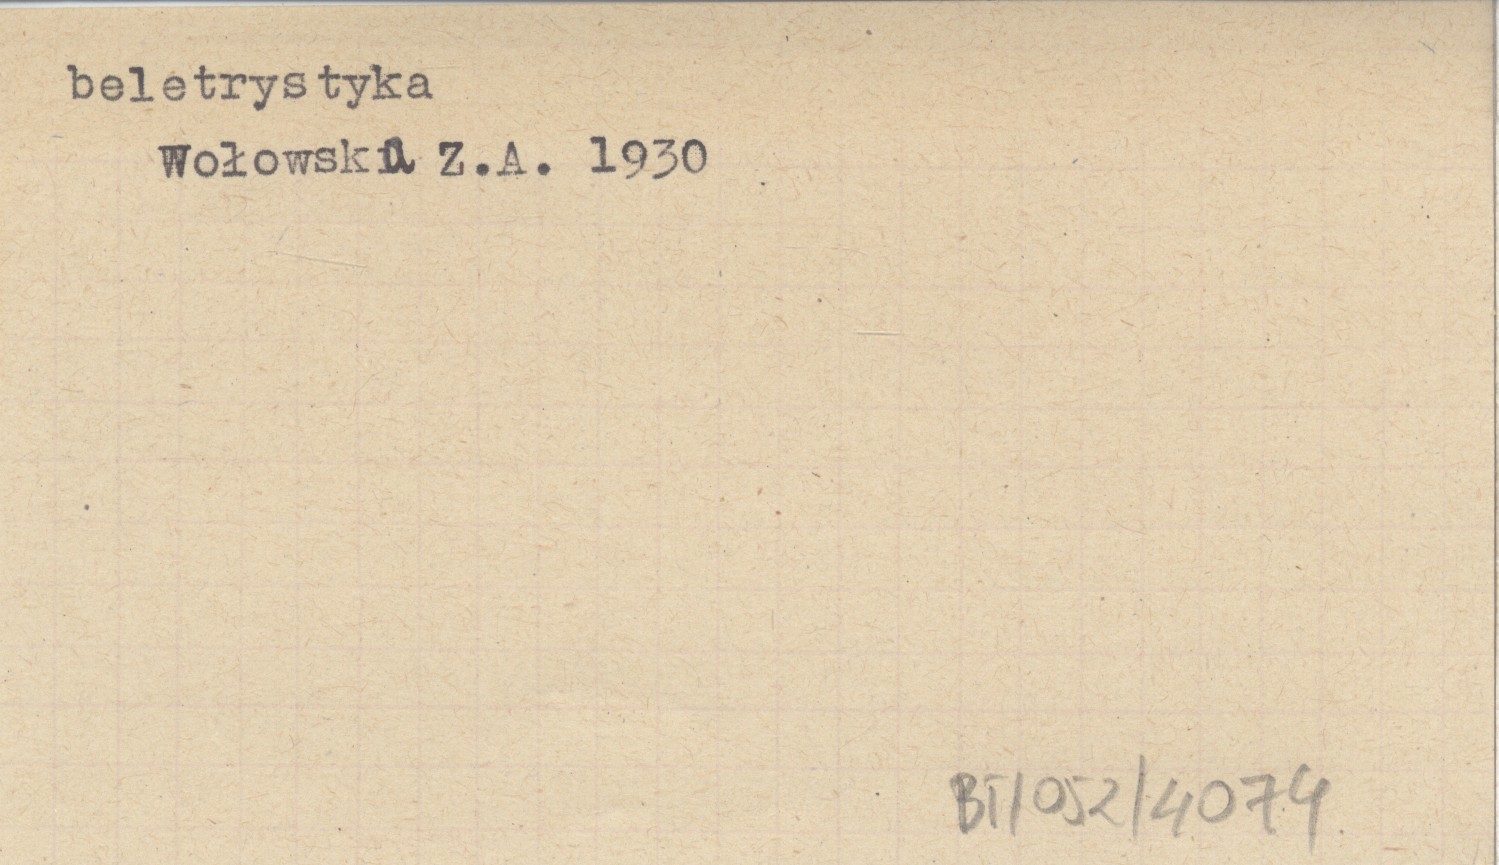 beletrystyka
Wołowska Z.A. 1930
BI/052/4074